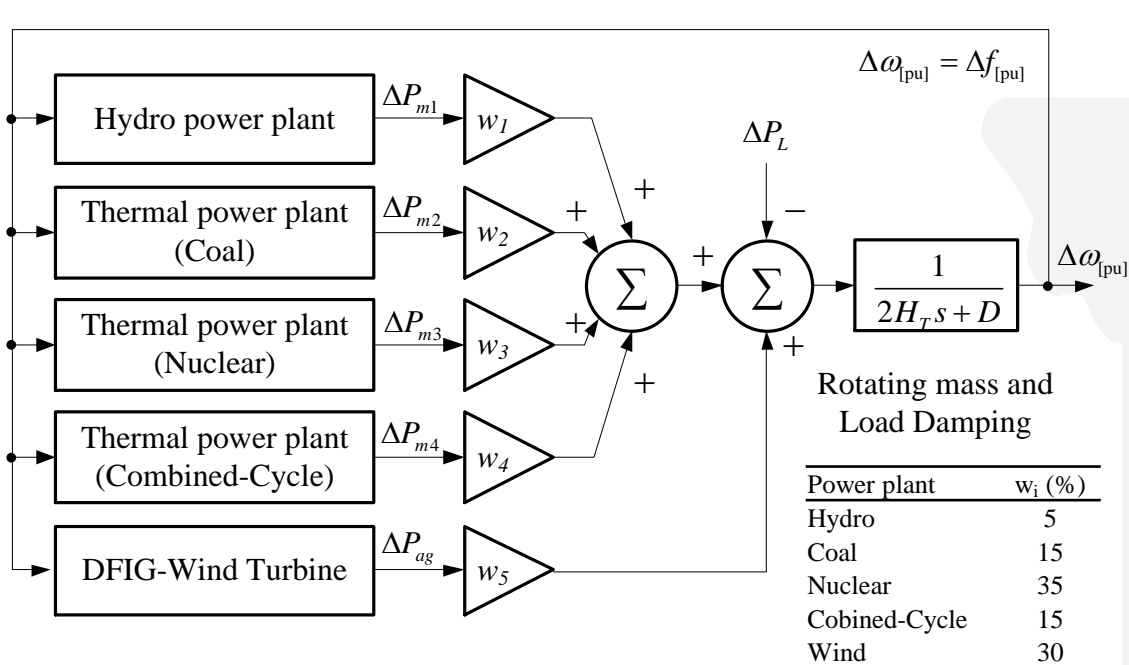 Δω[pu] = Δf[pu]
Hydro power plant
ΔPm1
w1
ΔPL
+
−
Thermal power plant
(Coal)
ΔPm2
w2
+
Σ
+
Σ
1
2HTs + D
Δω[pu]
Thermal power plant
(Nuclear)
ΔPm3
w3
+
+
Rotating mass and
Load Damping
Thermal power plant
(Combined-Cycle)
ΔPm4
w4
+
DFIG-Wind Turbine
ΔPag
w5
Power plant wi (%)
Hydro 5
Coal 15
Nuclear 35
Cobined-Cycle 15
Wind 30